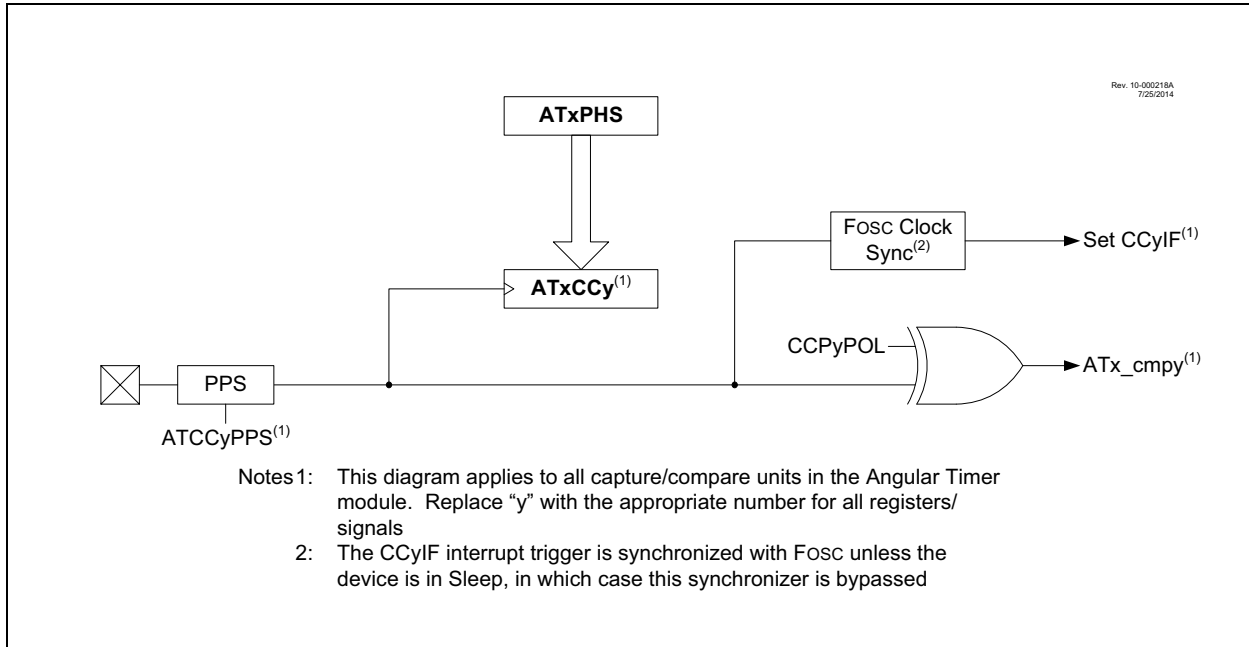 Rev. 10-000218A
7/25/2014
ATxPHS
FOSC Clock
Sync(2)
Set CCyIF(1)
ATxCCy(1)
CCPyPOL
ATx_cmpy(1)
PPS
ATCCyPPS(1)
Notes1: This diagram applies to all capture/compare units in the Angular Timer
module. Replace “y” with the appropriate number for all registers/
signals
2: The CCyIF interrupt trigger is synchronized with FOSC unless the
device is in Sleep, in which case this synchronizer is bypassed